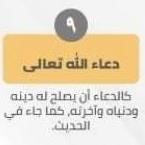 ٩
دعاء الله تعالى
كالدعاء أن يصلح له دينه
ودنياه وآخرته، كما جاء في
الحديث.